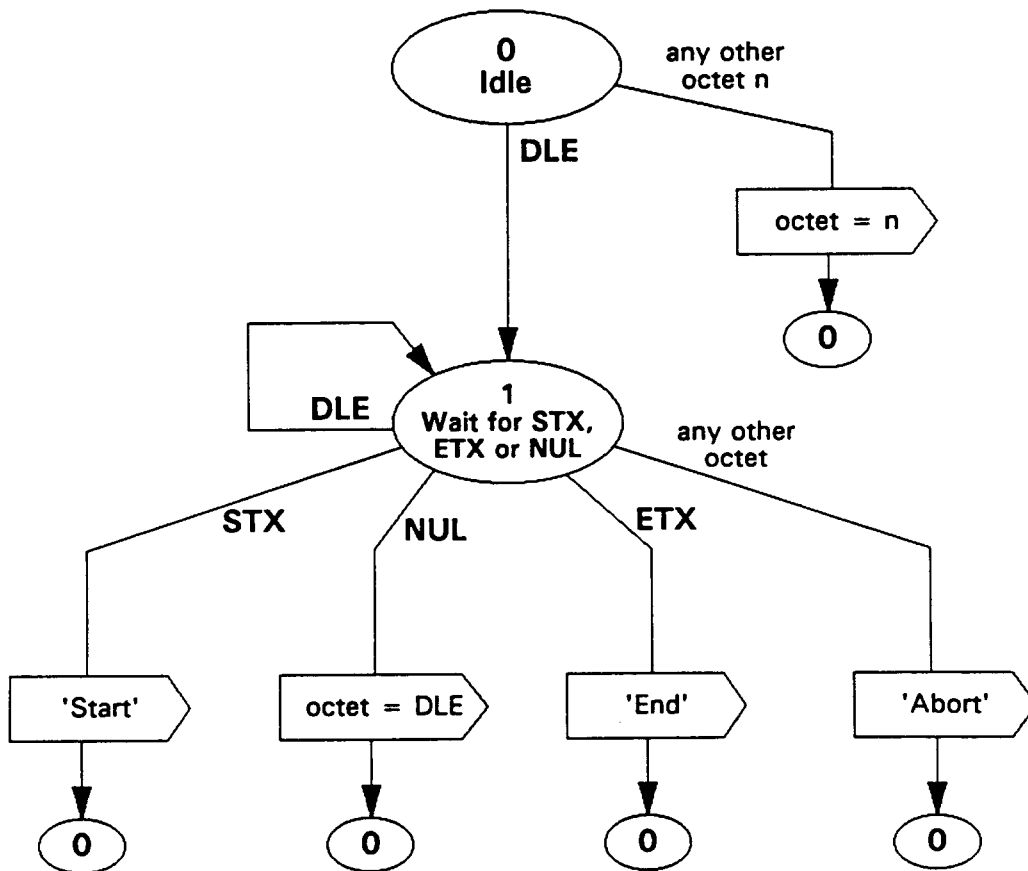 0
Idle
any other
octet n
DLE
octet = n
0
1
Wait for STX,
ETX or NUL
DLE
any other
octet
STX
NUL
ETX
'Start'
octet = DLE
'End'
'Abort'
0
0
0
0